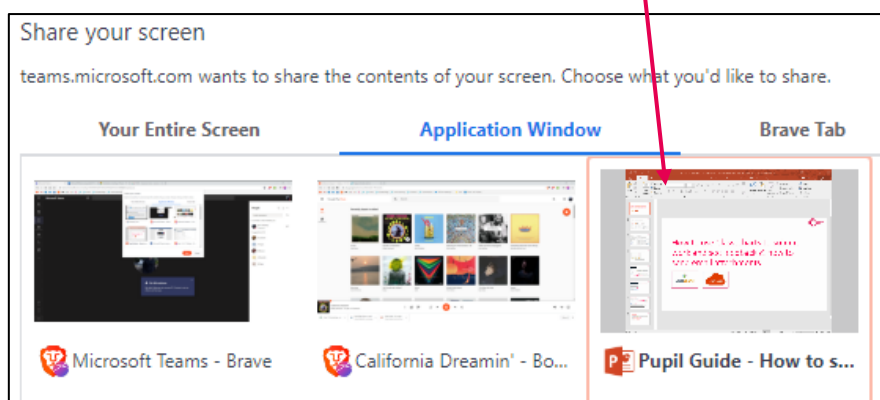 Share your screen
teams.microsoft.com wants to share the contents of your screen. Choose what you'd like to share.
Your Entire Screen Application Window Brave Tab
Microsoft Teams - Brave California Dreamin' - Bo... Pupil Guide - How to s...